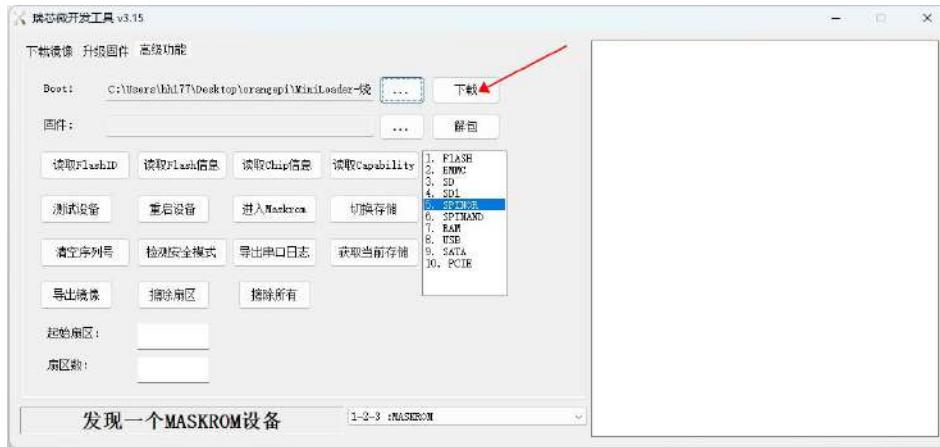 瑞芯微开发工具 v3.15
下载镜像 升级固件 高级功能
Boot: C:\Users\hh177\Desktop\orangepi\MiniLoader-烧 ... 下载
固件: ... 解包
读取FlashID 读取Flash信息 读取Chip信息 读取Capability
测试设备 重启设备 进入Maskrom 切换存储
清空序列号 检测安全模式 导出串口日志 获取当前存储
导出镜像 擦除扇区 擦除所有
1. FLASH
2. EMMC
3. SD
4. SD1
5. SPINOR
6. SPINAND
7. RAM
8. USB
9. SATA
10. PCIE
起始扇区:
扇区数:
发现一个MASKROM设备 1-2-3 :MASKROM